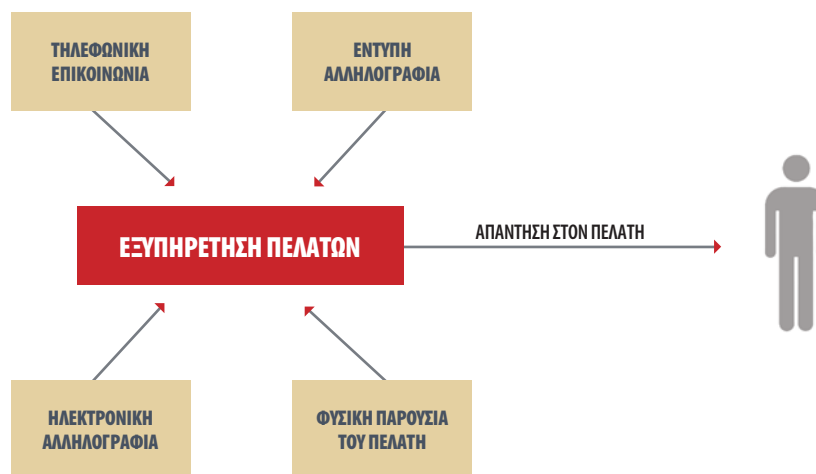 ΤΗΛΕΦΩΝΙΚΗ
ΕΠΙΚΟΙΝΩΝΙΑ
ΕΝΤΥΠΗ
ΑΛΛΗΛΟΓΡΑΦΙΑ
ΕΞΥΠΗΡΕΤΗΣΗ ΠΕΛΑΤΩΝ
ΑΠΑΝΤΗΣΗ ΣΤΟΝ ΠΕΛΑΤΗ
ΗΛΕΚΤΡΟΝΙΚΗ
ΑΛΛΗΛΟΓΡΑΦΙΑ
ΦΥΣΙΚΗ ΠΑΡΟΥΣΙΑ
ΤΟΥ ΠΕΛΑΤΗ